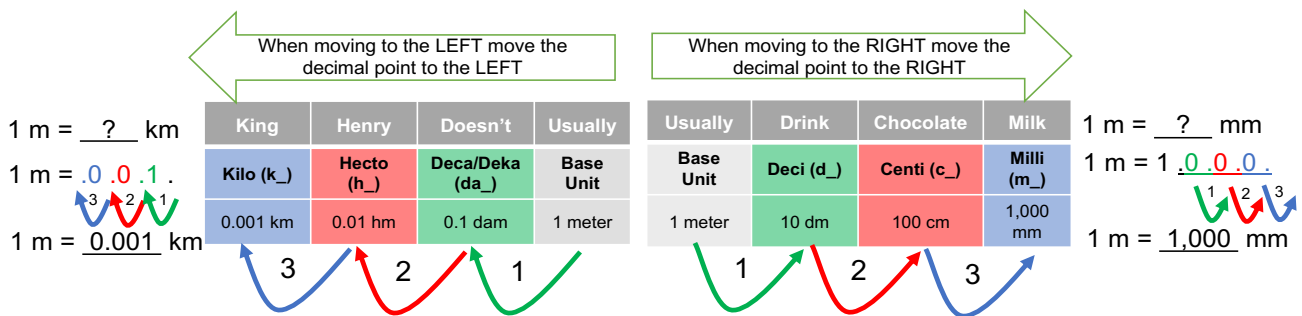 When moving to the LEFT move the
decimal point to the LEFT
When moving to the RIGHT move the
decimal point to the RIGHT
1 m = __?__ km
1 m = .0 .0 .1 .
3 2 1
1 m = 0.001 km
King Henry Doesn't Usually
Kilo (k_) Hecto (h_) Deca/Deka (da_) Base Unit
0.001 km 0.01 hm 0.1 dam 1 meter
3 2 1
Usually Drink Chocolate Milk
Base Unit Deci (d_) Centi (c_) Milli (m_)
1 meter 10 dm 100 cm 1,000 mm
1 2 3
1 m = __?__ mm
1 m = 1 .0 .0 .0 .
1 2 3
1 m = 1,000 mm